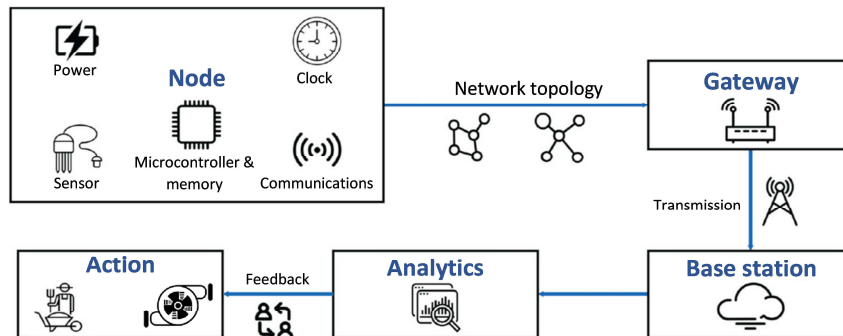 Power
Node
Clock
Sensor
Microcontroller &
memory
Communications
Network topology
Gateway
Transmission
Base station
Analytics
Feedback
Action